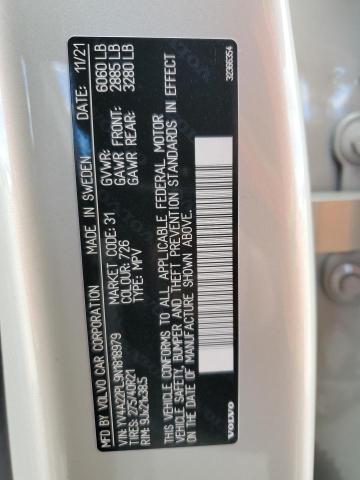 MFD BY VOLVO CAR CORPORATION MADE IN SWEDEN DATE: 11/21
VIN: YV4A22PL9N1818979 GVWR: 6060 LB
TIRES: 275/40R21 MARKET CODE: 31 GAWR FRONT: 2885 LB
RIM: 9Jx21x38.5 COLOUR: 726 GAWR REAR: 3280 LB
TYPE: MPV
THIS VEHICLE CONFORMS TO ALL APPLICABLE FEDERAL MOTOR
VEHICLE SAFETY, BUMPER AND THEFT PREVENTION STANDARDS IN EFFECT
ON THE DATE OF MANUFACTURE SHOWN ABOVE.
VOLVO 32366354